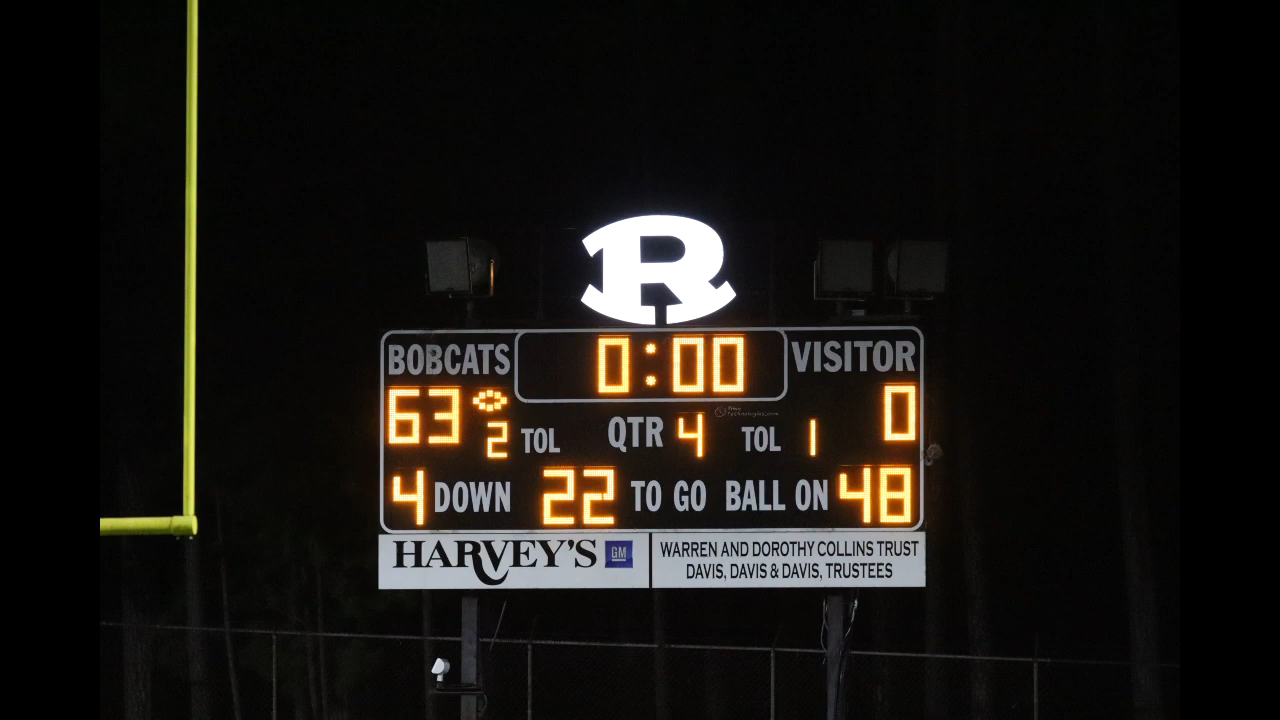 R
BOBCATS 0:00 VISITOR
63 0
2 TOL QTR 4 TOL 1
4 DOWN 22 TO GO BALL ON 48
HARVEY'S GM
WARREN AND DOROTHY COLLINS TRUST
DAVIS, DAVIS & DAVIS, TRUSTEES